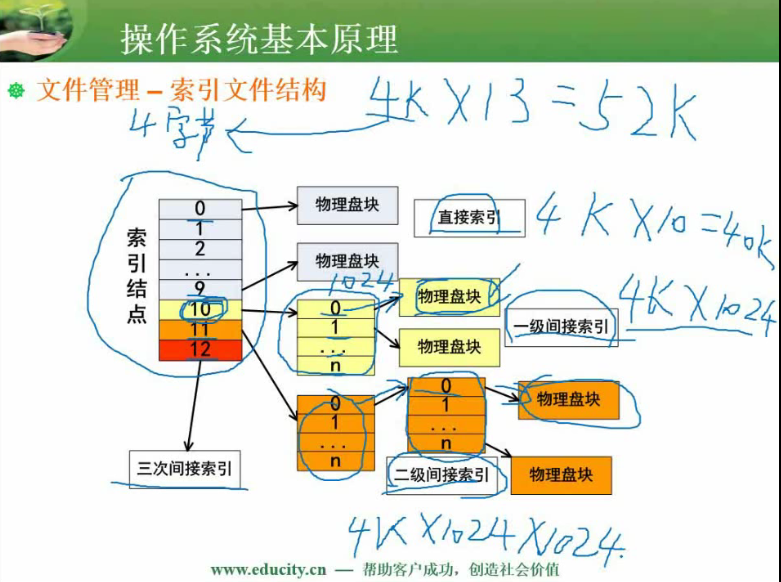 操作系统基本原理
文件管理 – 索引文件结构
4K X 13 = 52K
4字节
索引结点
0
1
2
...
9
10
11
12
物理盘块
物理盘块
直接索引
4K X 10 = 40k
1024
0
1
...
n
物理盘块
物理盘块
一级间接索引
4K X 1024
0
1
...
n
0
1
...
n
物理盘块
物理盘块
三次间接索引
二级间接索引
4K X 1024 X 1024.
www.educity.cn — 帮助客户成功，创造社会价值